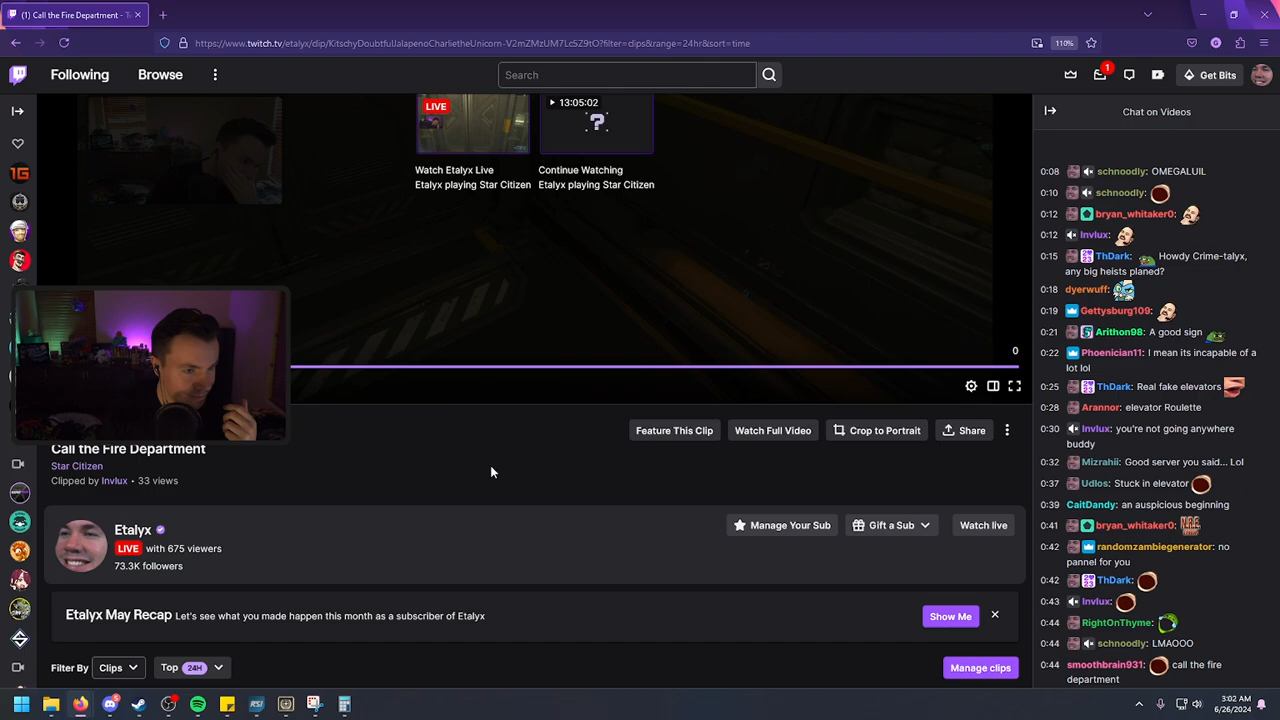 (1) Call the Fire Department - T
https://www.twitch.tv/etalyx/clip/KitschyDoubtfulJalapenoCharlietheUnicorn-V2mZMzUM7LcSZ9tO?filter=clips&range=24hr&sort=time
110%
Following
Browse
Search
1
Get Bits
LIVE
13:05:02
?
Watch Etalyx Live
Etalyx playing Star Citizen
Continue Watching
Etalyx playing Star Citizen
0
Call the Fire Department
Star Citizen
Clipped by Invlux • 33 views
Feature This Clip
Watch Full Video
Crop to Portrait
Share
Etalyx
LIVE with 675 viewers
73.3K followers
Manage Your Sub
Gift a Sub
Watch live
Etalyx May Recap Let's see what you made happen this month as a subscriber of Etalyx
Show Me
Filter By
Clips
Top 24H
Manage clips
Chat on Videos
0:08 schnoodly: OMEGALUIL
0:10 schnoodly:
0:12 bryan_whitaker0:
0:12 Invlux:
0:15 ThDark: Howdy Crime-talyx,
any big heists planed?
0:18 dyerwuff:
0:19 Gettysburg109:
0:21 Arithon98: A good sign
0:22 Phoenician11: I mean its incapable of a
lot lol
0:25 ThDark: Real fake elevators
0:28 Arannor: elevator Roulette
0:30 Invlux: you're not going anywhere
buddy
0:32 Mizrahii: Good server you said... Lol
0:37 Udlos: Stuck in elevator
0:39 CaitDandy: an auspicious beginning
0:41 bryan_whitaker0:
0:42 randomzambiegenerator: no
pannel for you
0:42 ThDark:
0:43 Invlux:
0:44 RightOnThyme:
0:44 schnoodly: LMAOOO
0:44 smoothbrain931: call the fire
department
3:02 AM
6/26/2024